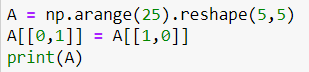 A = np.arange(25).reshape(5,5)
A[[0,1]] = A[[1,0]]
print(A)